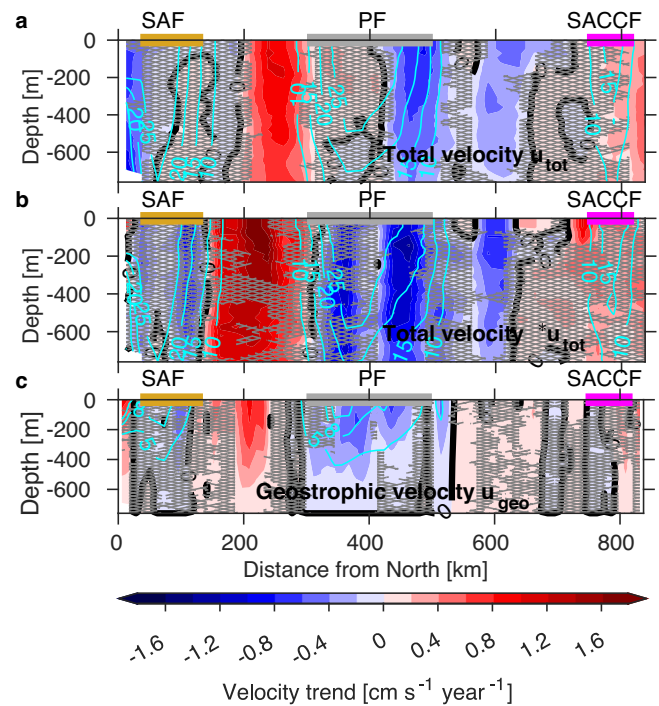 a
SAF PF SACCF
0
-200
-400
-600
Depth [m]
Total velocity u_tot
b
SAF PF SACCF
0
-200
-400
-600
Depth [m]
Total velocity *u_tot
c
SAF PF SACCF
0
-200
-400
-600
Depth [m]
Geostrophic velocity u_geo
0 200 400 600 800
Distance from North [km]
-1.6 -1.2 -0.8 -0.4 0 0.4 0.8 1.2 1.6
Velocity trend [cm s⁻¹ year⁻¹]